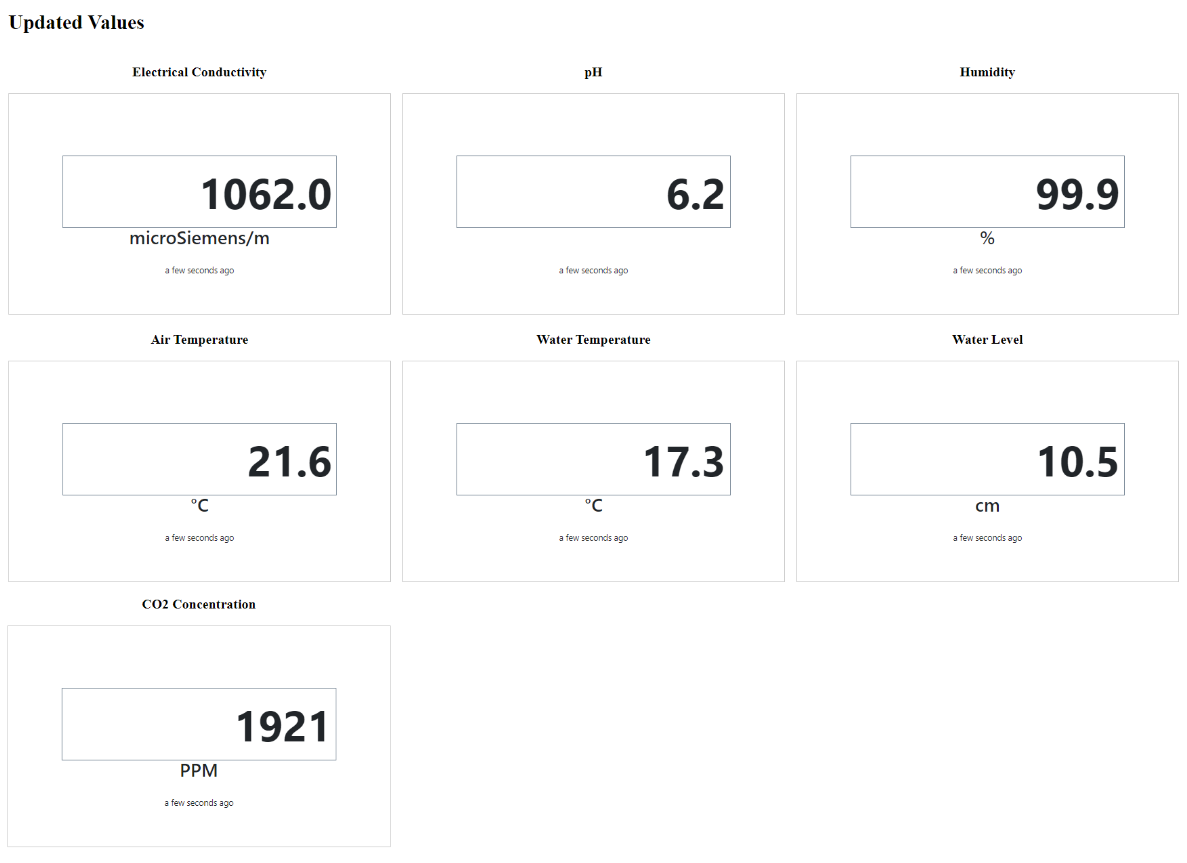 Updated Values
Electrical Conductivity
1062.0
microSiemens/m
a few seconds ago
pH
6.2
a few seconds ago
Humidity
99.9
%
a few seconds ago
Air Temperature
21.6
°C
a few seconds ago
Water Temperature
17.3
°C
a few seconds ago
Water Level
10.5
cm
a few seconds ago
CO2 Concentration
1921
PPM
a few seconds ago